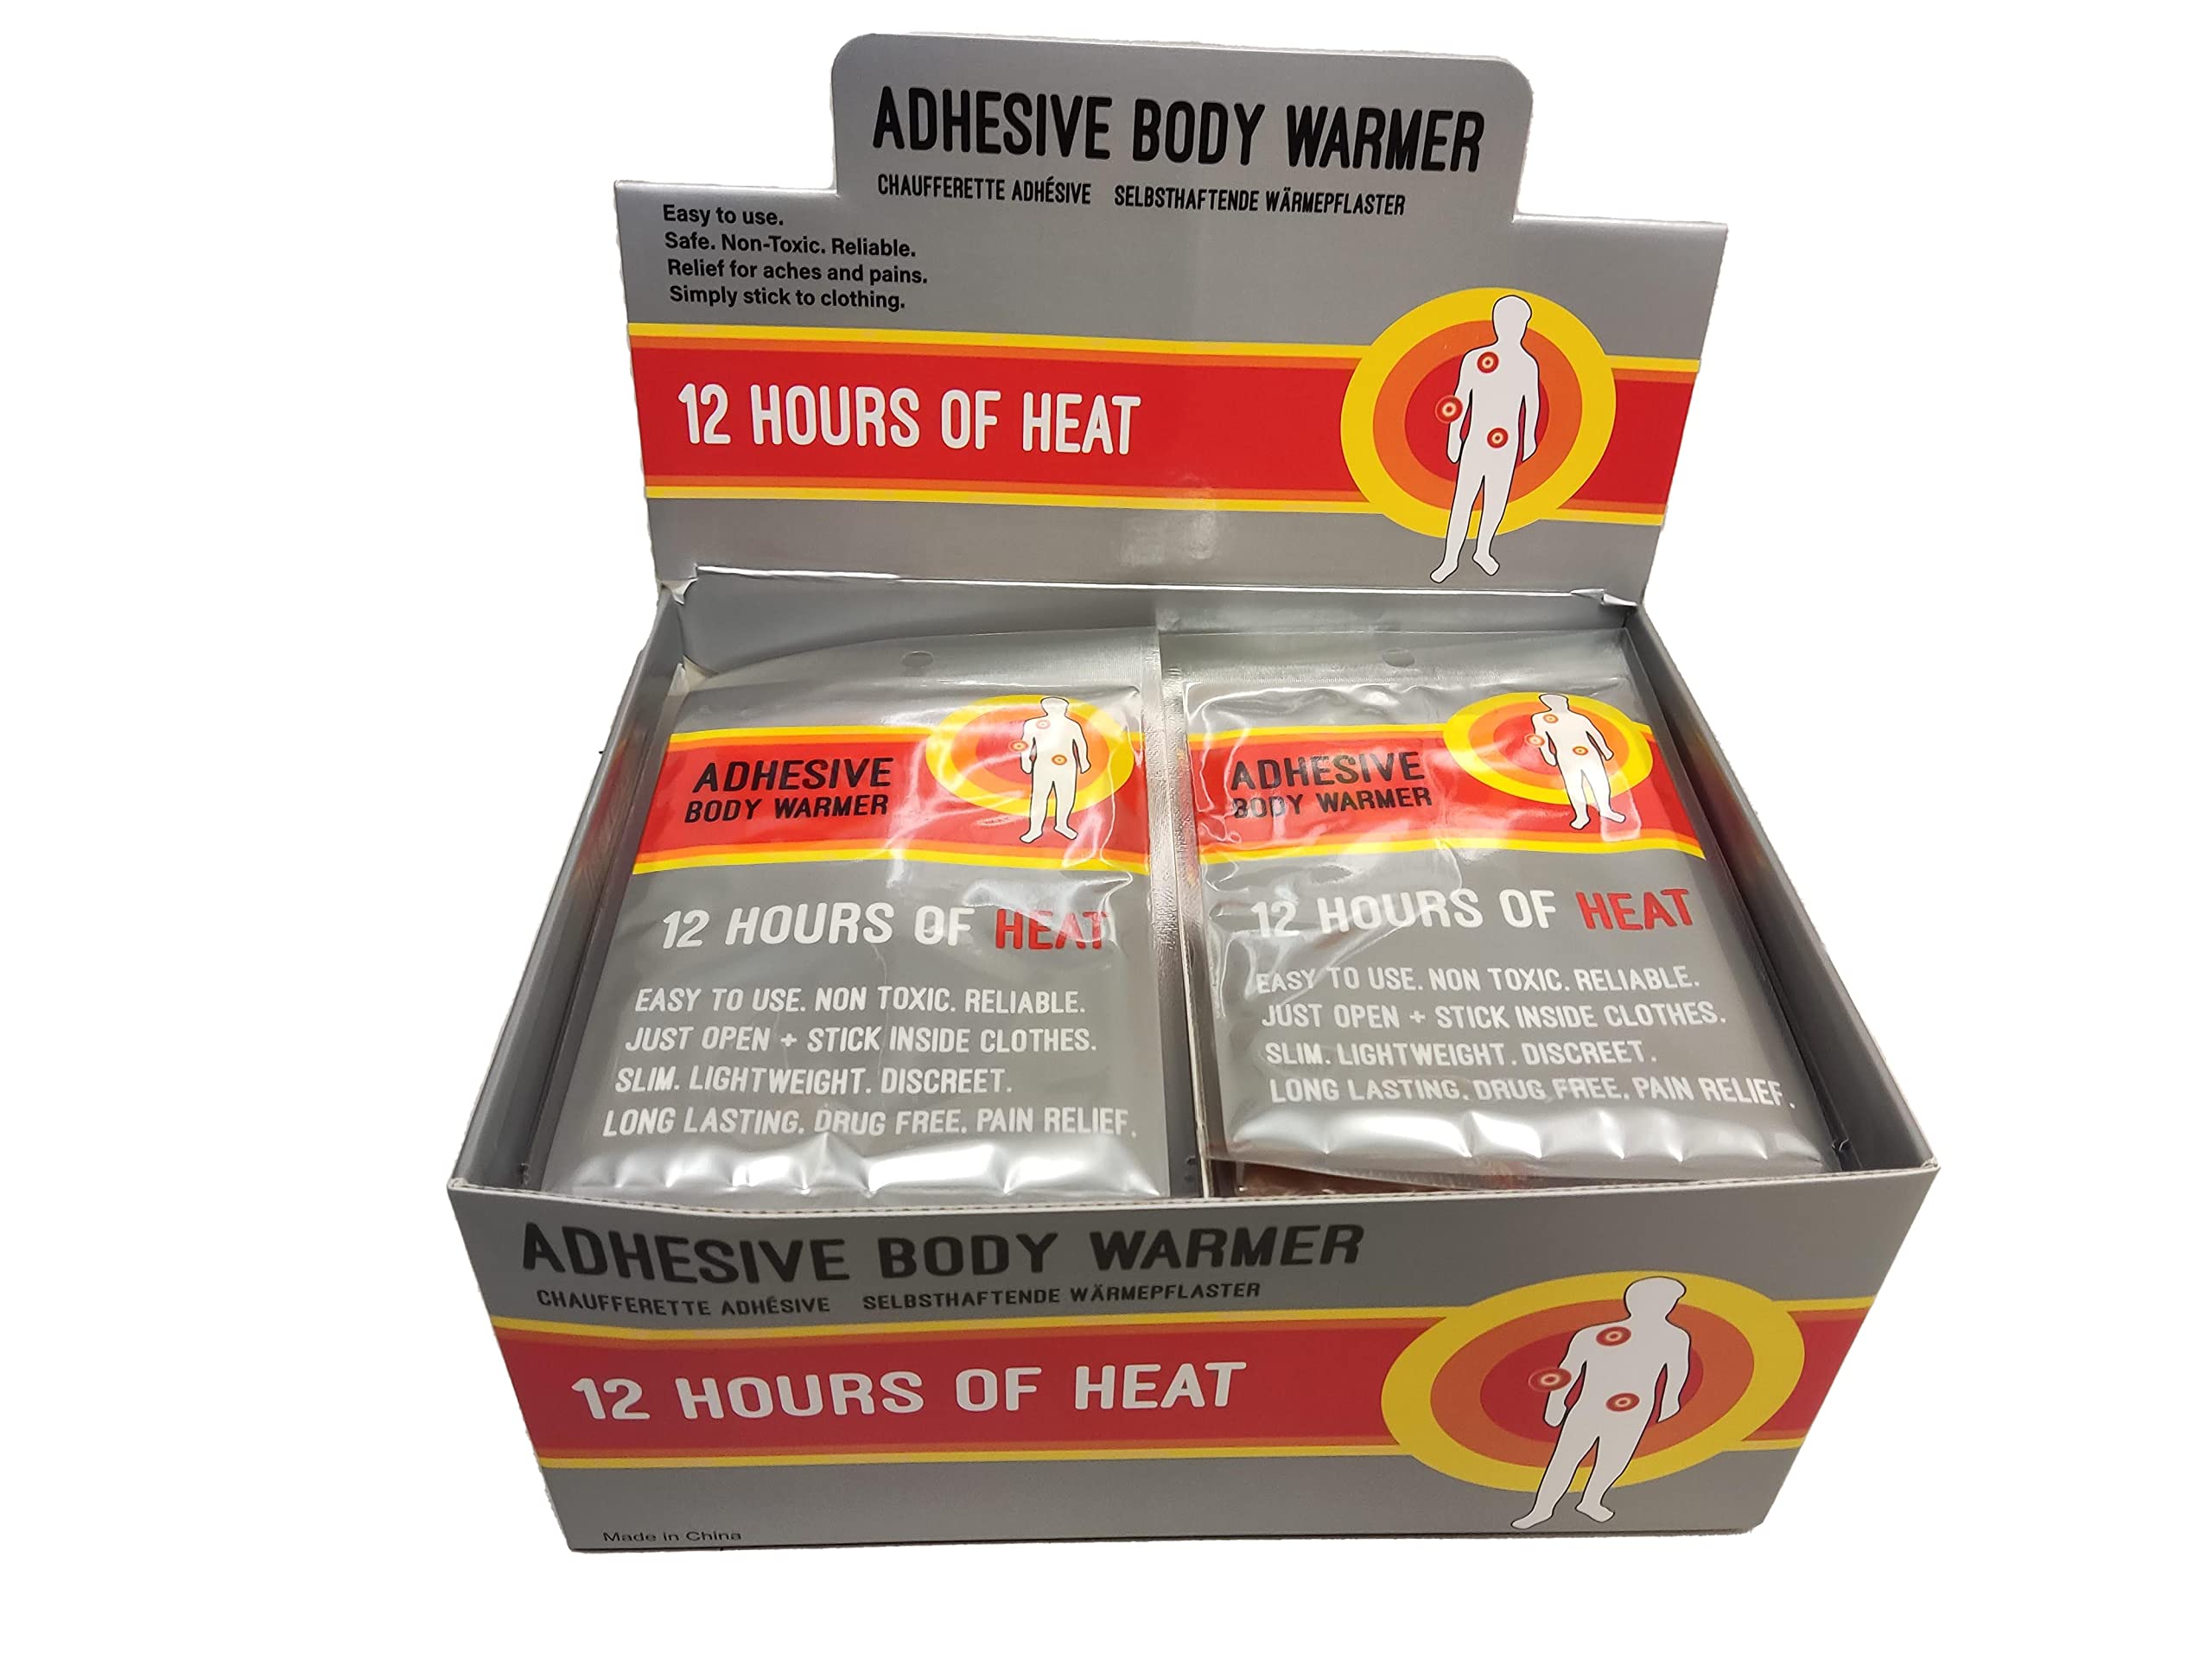 ADHESIVE BODY WARMER
CHAUFFERETTE ADHÉSIVE SELBSTHAFTENDE WÄRMEPFLASTER
Easy to use.
Safe. Non-Toxic. Reliable.
Relief for aches and pains.
Simply stick to clothing.
12 HOURS OF HEAT
ADHESIVE
BODY WARMER
12 HOURS OF HEAT
EASY TO USE. NON TOXIC. RELIABLE.
JUST OPEN + STICK INSIDE CLOTHES.
SLIM. LIGHTWEIGHT. DISCREET.
LONG LASTING. DRUG FREE. PAIN RELIEF.
ADHESIVE
BODY WARMER
12 HOURS OF HEAT
EASY TO USE. NON TOXIC. RELIABLE.
JUST OPEN + STICK INSIDE CLOTHES.
SLIM. LIGHTWEIGHT. DISCREET.
LONG LASTING. DRUG FREE. PAIN RELIEF.
ADHESIVE BODY WARMER
CHAUFFERETTE ADHÉSIVE SELBSTHAFTENDE WÄRMEPFLASTER
12 HOURS OF HEAT
Made in China